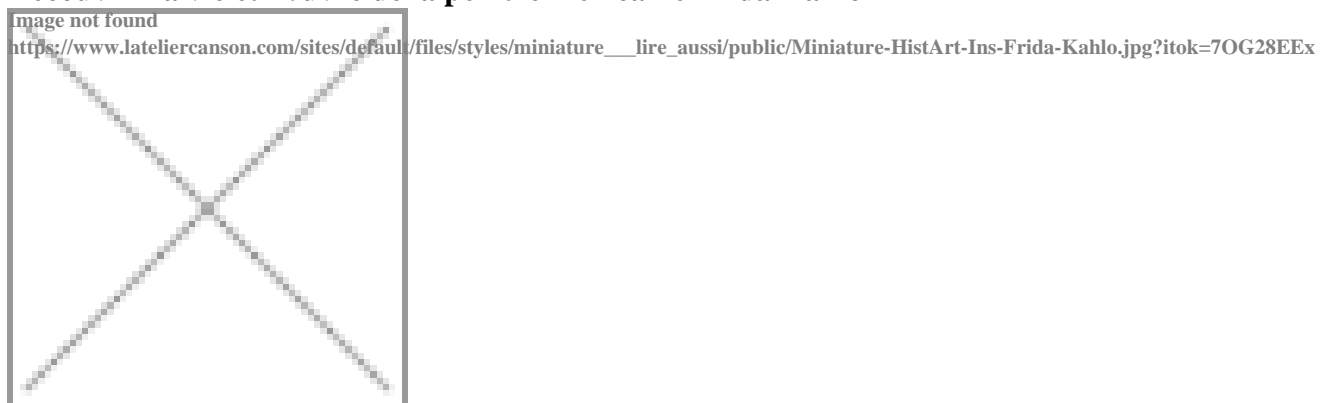 Image not found
https://www.lateliercanson.com/sites/default/files/styles/miniature___lire_aussi/public/Miniature-HistArt-Ins-Frida-Kahlo.jpg?itok=7OG28EEx